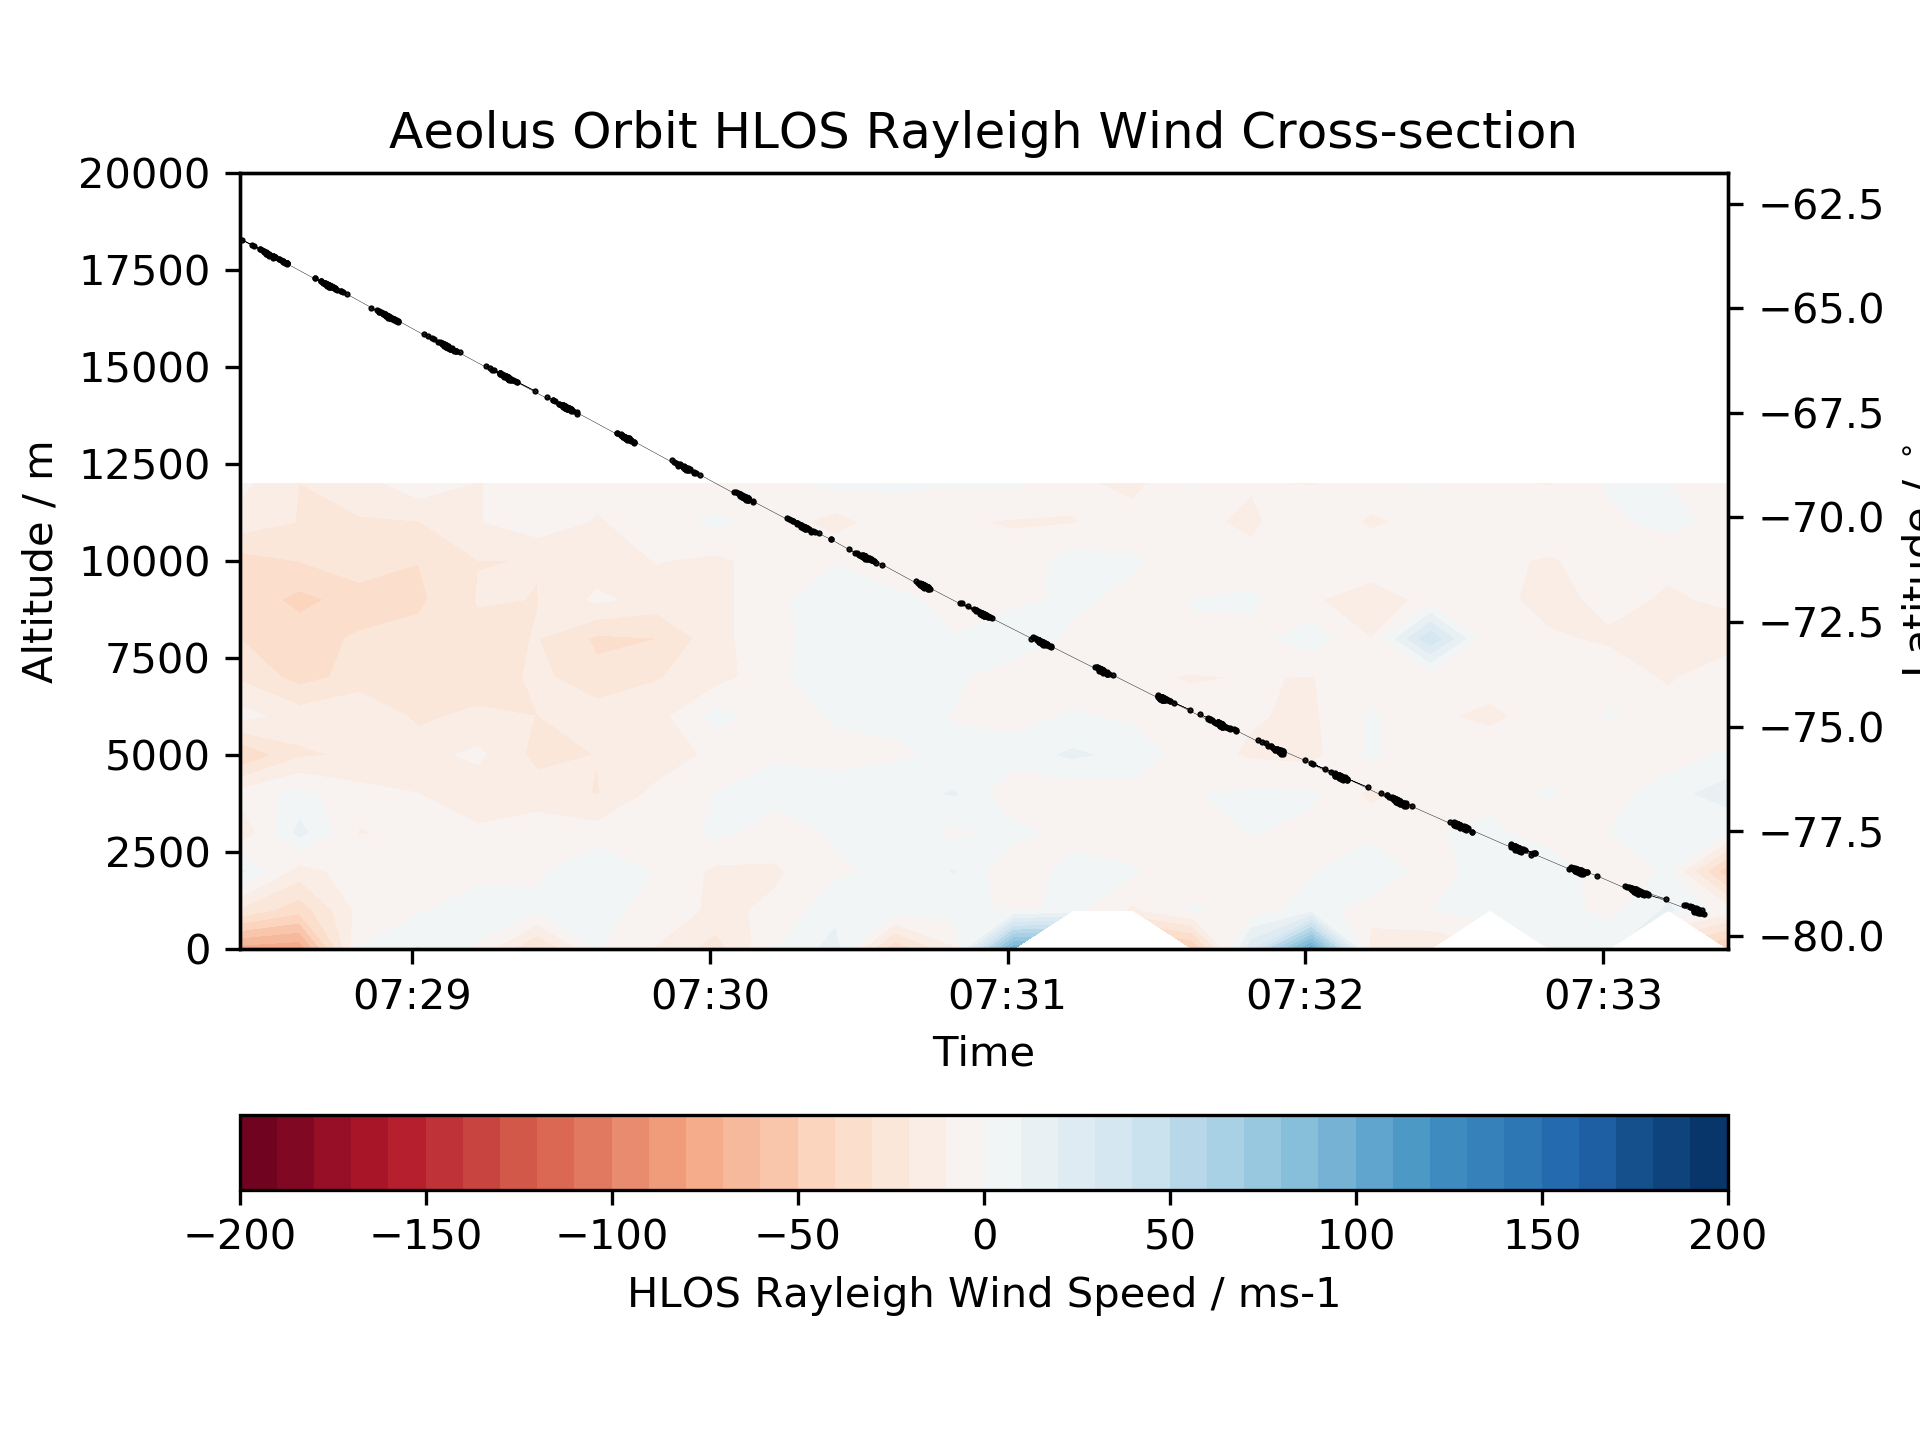 Aeolus Orbit HLOS Rayleigh Wind Cross-section
20000
17500
15000
12500
10000
7500
5000
2500
0
Altitude / m
−62.5
−65.0
−67.5
−70.0
−72.5
−75.0
−77.5
−80.0
Latitude / °
07:29 07:30 07:31 07:32 07:33
Time
−200 −150 −100 −50 0 50 100 150 200
HLOS Rayleigh Wind Speed / ms-1